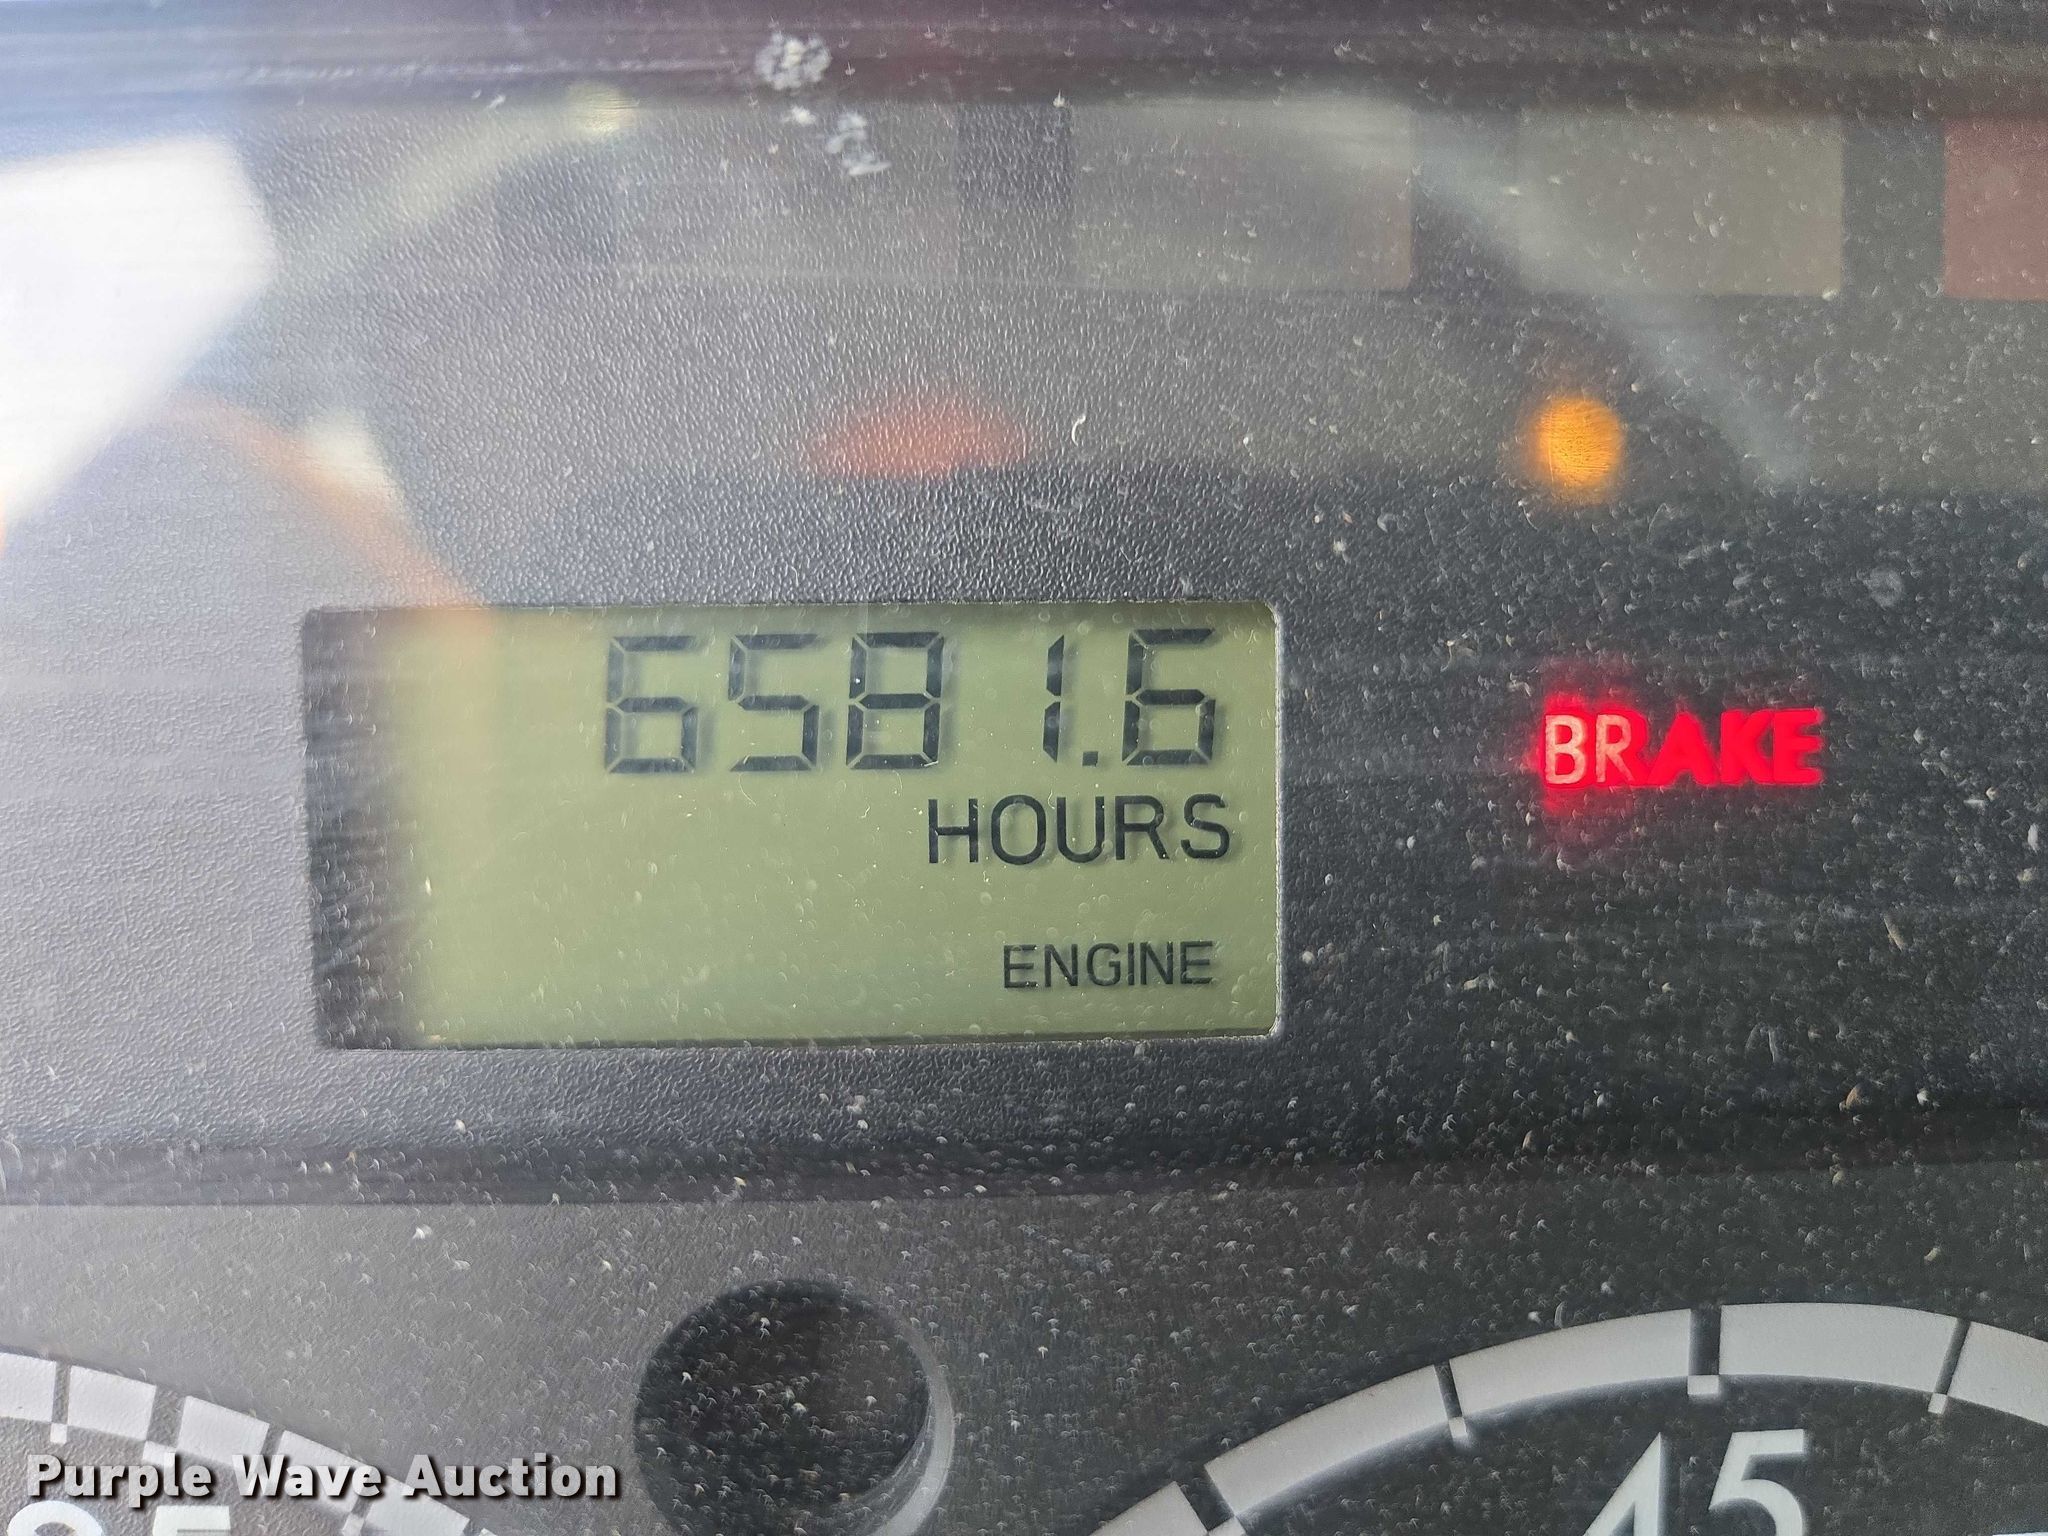 6581.6
HOURS
BRAKE
ENGINE
45
Purple Wave Auction